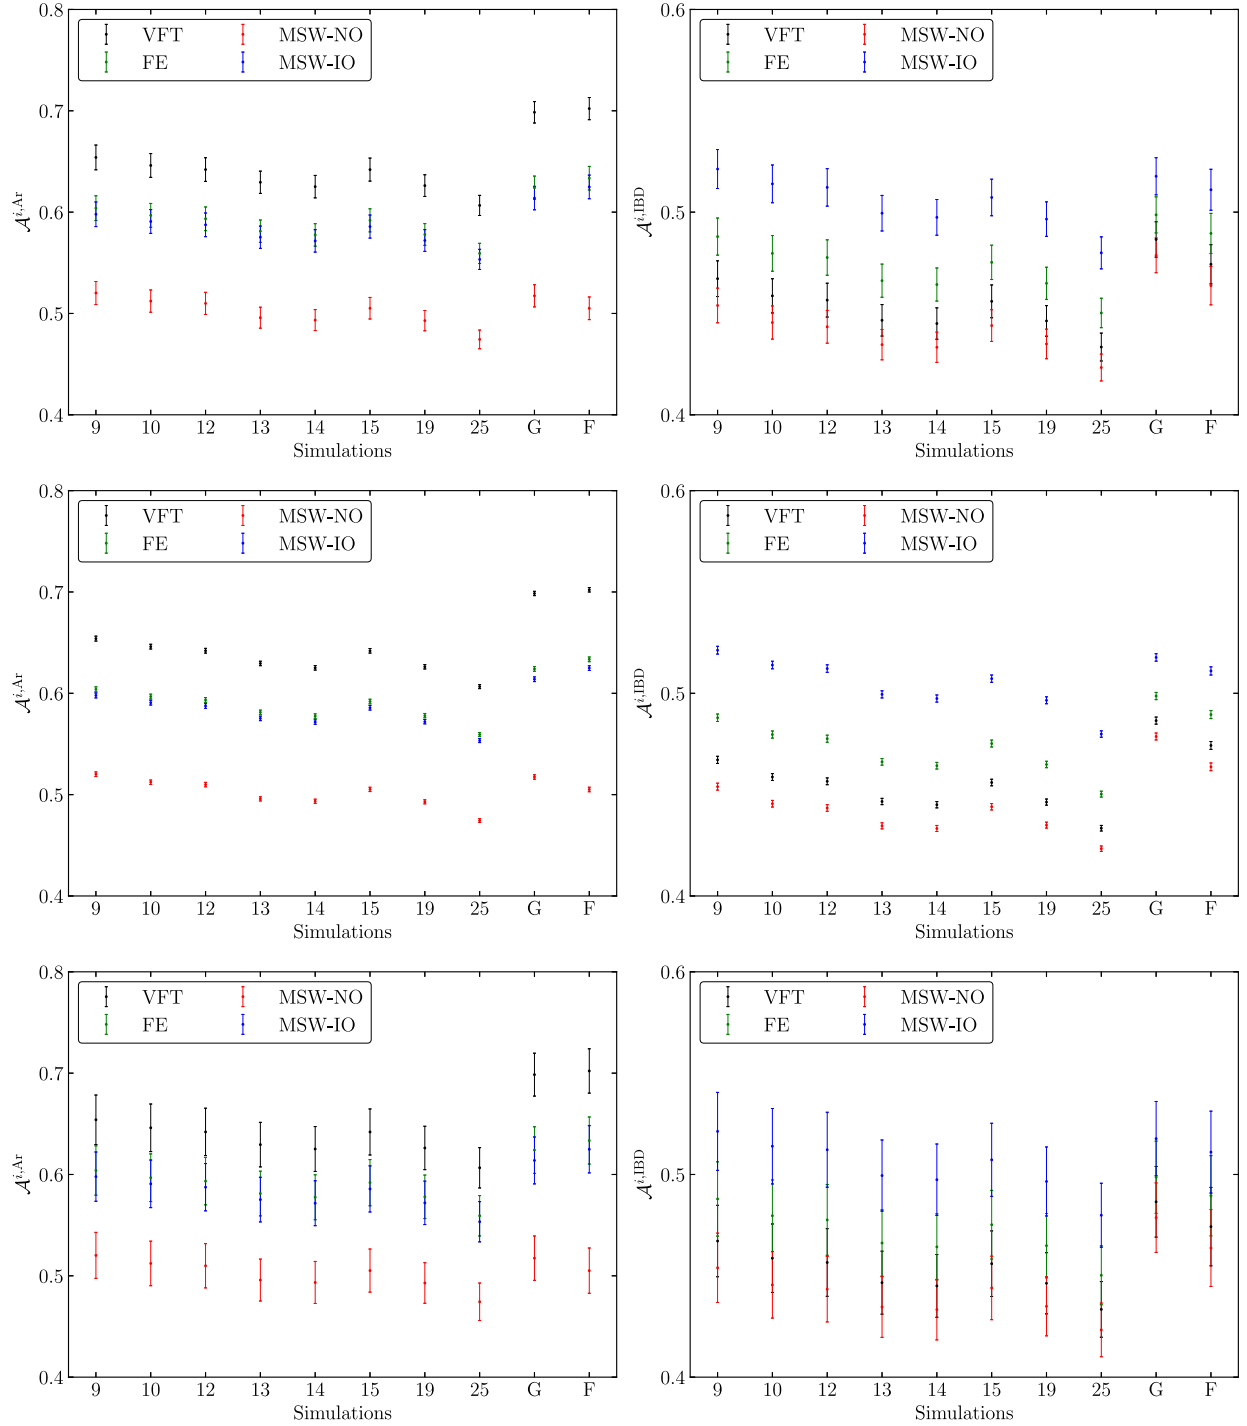 0.8
VFT
MSW-NO
FE
MSW-IO
0.7
0.6
0.5
0.4
𝒜^{i,Ar}
9 10 12 13 14 15 19 25 G F
Simulations
0.6
VFT
MSW-NO
FE
MSW-IO
0.5
0.4
𝒜^{i,IBD}
9 10 12 13 14 15 19 25 G F
Simulations
0.8
VFT
MSW-NO
FE
MSW-IO
0.7
0.6
0.5
0.4
𝒜^{i,Ar}
9 10 12 13 14 15 19 25 G F
Simulations
0.6
VFT
MSW-NO
FE
MSW-IO
0.5
0.4
𝒜^{i,IBD}
9 10 12 13 14 15 19 25 G F
Simulations
0.8
VFT
MSW-NO
FE
MSW-IO
0.7
0.6
0.5
0.4
𝒜^{i,Ar}
9 10 12 13 14 15 19 25 G F
Simulations
0.6
VFT
MSW-NO
FE
MSW-IO
0.5
0.4
𝒜^{i,IBD}
9 10 12 13 14 15 19 25 G F
Simulations